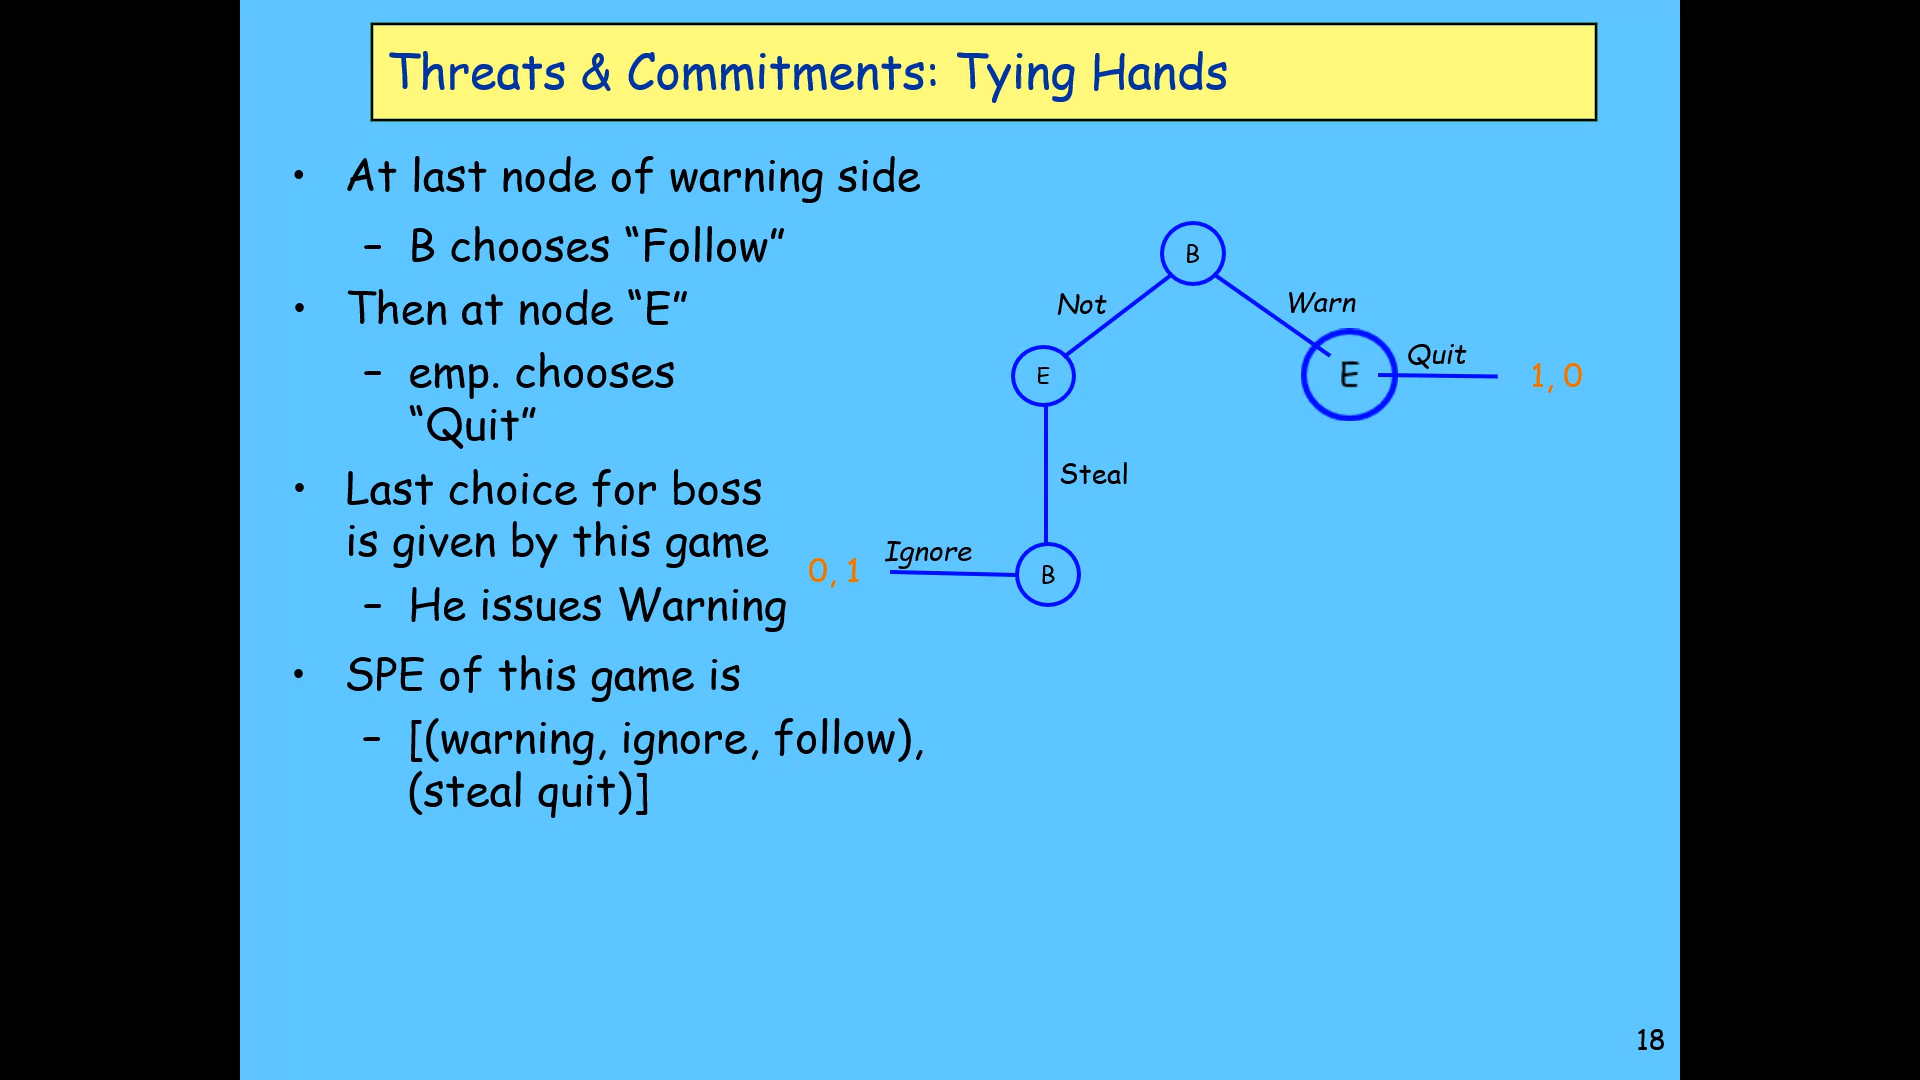 Threats & Commitments: Tying Hands
• At last node of warning side
– B chooses “Follow”
• Then at node “E”
– emp. chooses
“Quit”
• Last choice for boss
is given by this game
– He issues Warning
• SPE of this game is
– [(warning, ignore, follow),
(steal quit)]
B
Not
Warn
E
E
Quit
1, 0
Steal
0, 1
Ignore
B
18